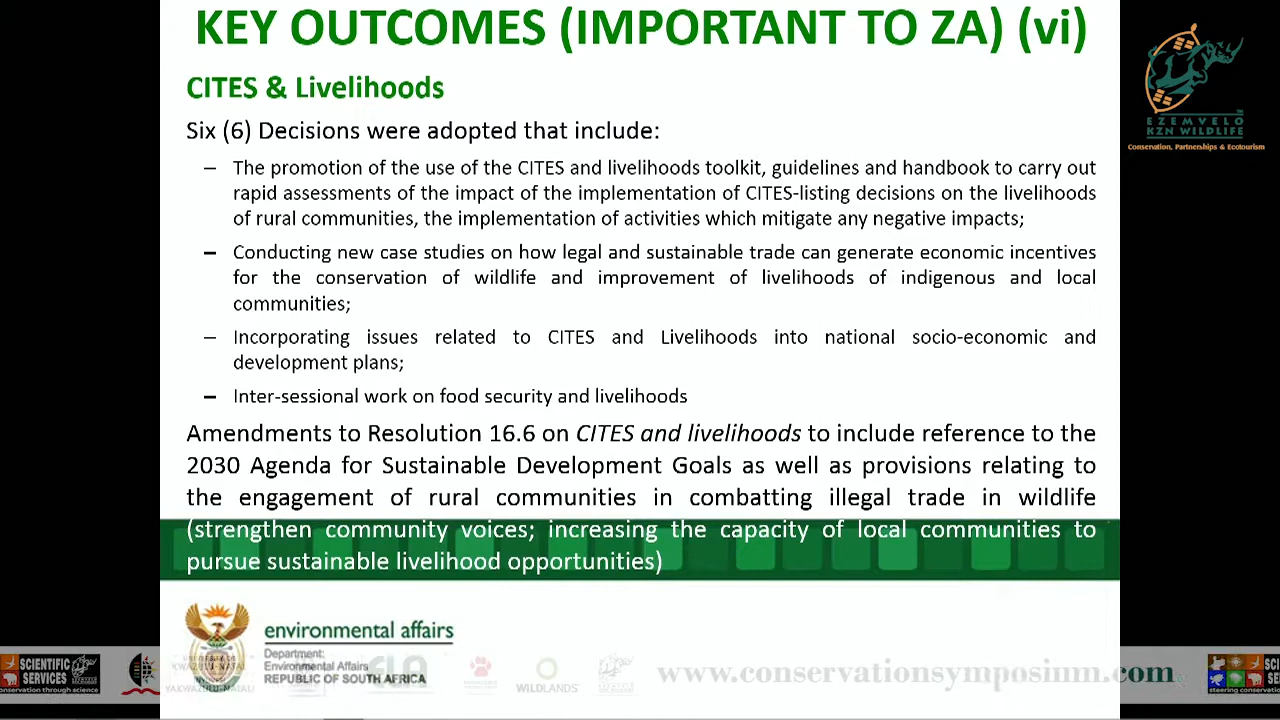 KEY OUTCOMES (IMPORTANT TO ZA) (vi)
CITES & Livelihoods
Six (6) Decisions were adopted that include:
– The promotion of the use of the CITES and livelihoods toolkit, guidelines and handbook to carry out
rapid assessments of the impact of the implementation of CITES-listing decisions on the livelihoods
of rural communities, the implementation of activities which mitigate any negative impacts;
– Conducting new case studies on how legal and sustainable trade can generate economic incentives
for the conservation of wildlife and improvement of livelihoods of indigenous and local
communities;
– Incorporating issues related to CITES and Livelihoods into national socio-economic and
development plans;
– Inter-sessional work on food security and livelihoods
Amendments to Resolution 16.6 on CITES and livelihoods to include reference to the
2030 Agenda for Sustainable Development Goals as well as provisions relating to
the engagement of rural communities in combatting illegal trade in wildlife
(strengthen community voices; increasing the capacity of local communities to
pursue sustainable livelihood opportunities)
EZEMVELO
KZN WILDLIFE
Conservation, Partnerships & Ecotourism
environmental affairs
Department:
Environmental Affairs
REPUBLIC OF SOUTH AFRICA
SCIENTIFIC
SERVICES
conservation through science
WILDLANDS
www.conservationsymposium.com